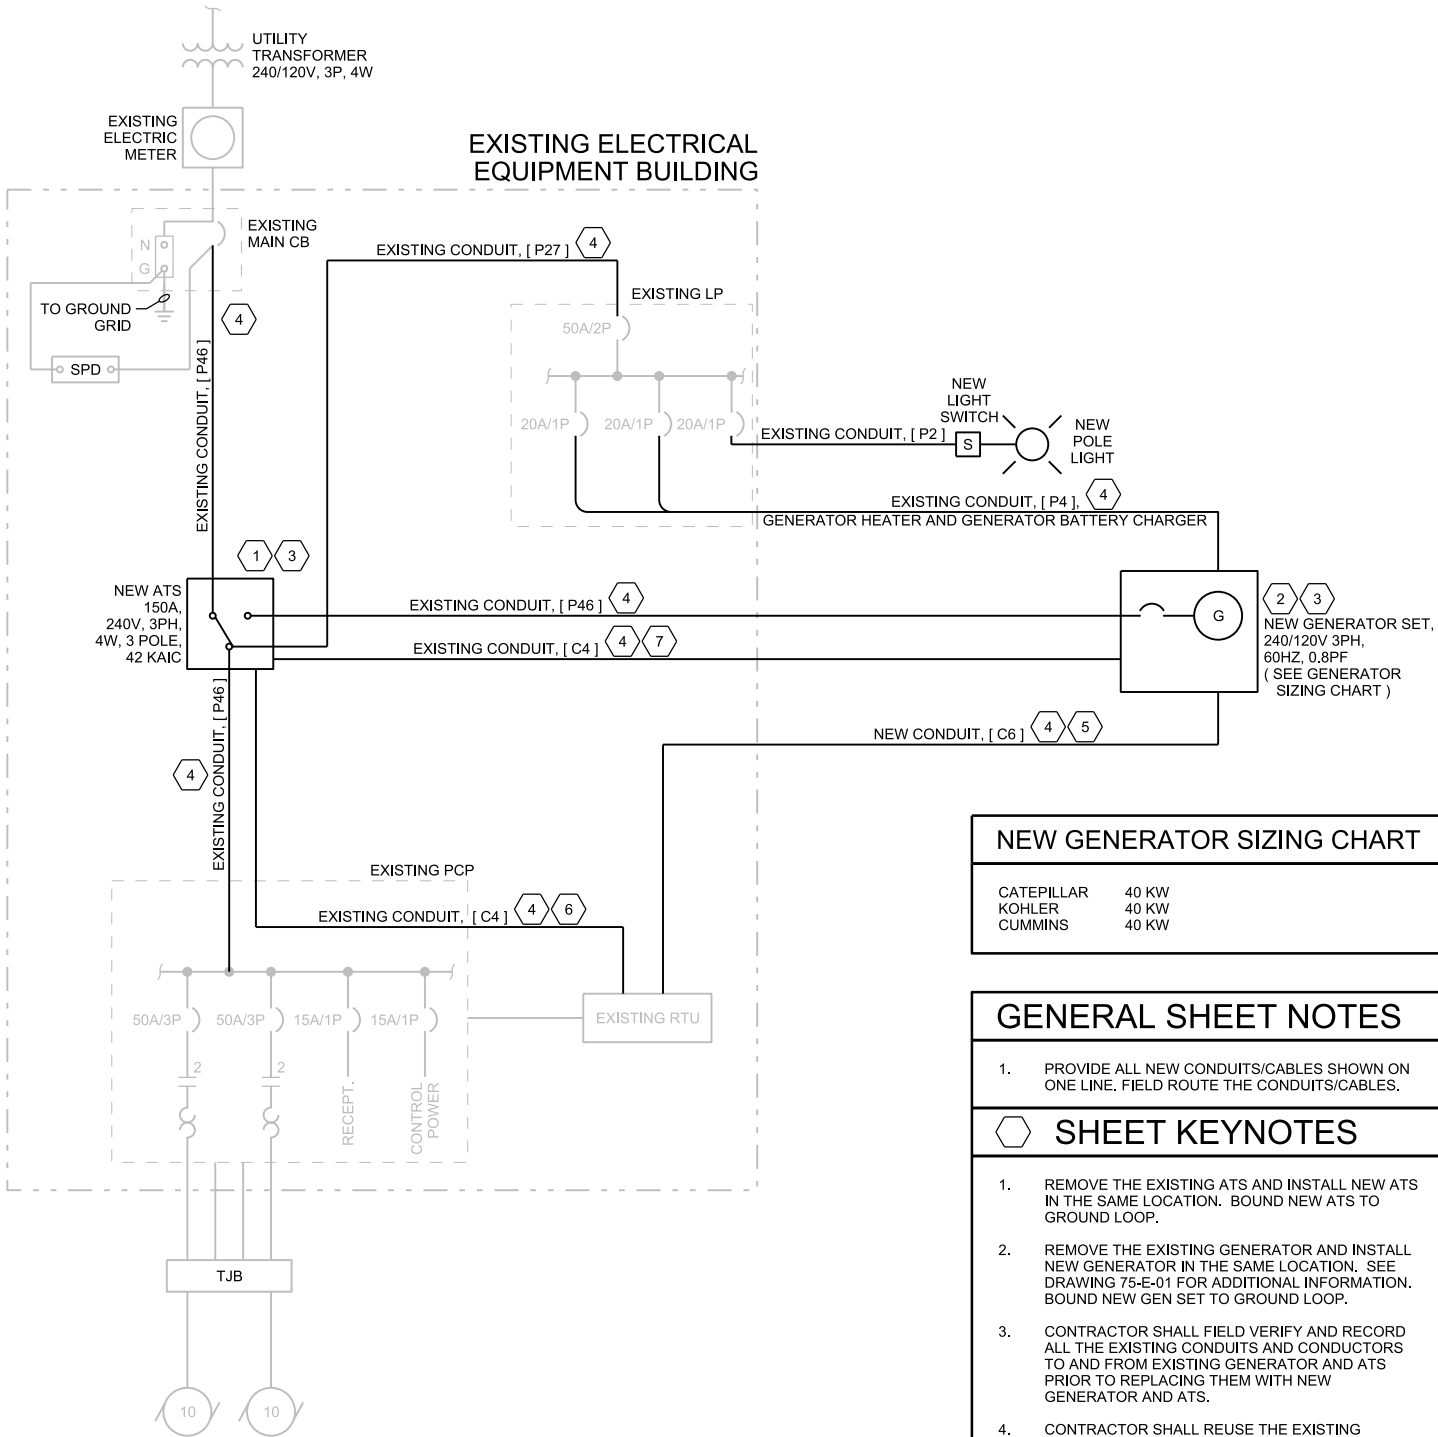 UTILITY
TRANSFORMER
240/120V, 3P, 4W
EXISTING
ELECTRIC
METER
EXISTING ELECTRICAL
EQUIPMENT BUILDING
EXISTING
MAIN CB
N
G
TO GROUND
GRID
SPD
4
EXISTING CONDUIT, [ P46 ]
EXISTING CONDUIT, [ P27 ]
4
EXISTING LP
50A/2P
20A/1P
20A/1P
20A/1P
EXISTING CONDUIT, [ P2 ]
NEW
LIGHT
SWITCH
S
NEW
POLE
LIGHT
EXISTING CONDUIT, [ P4 ],
4
GENERATOR HEATER AND GENERATOR BATTERY CHARGER
1
3
NEW ATS
150A,
240V, 3PH,
4W, 3 POLE,
42 KAIC
EXISTING CONDUIT, [ P46 ]
4
EXISTING CONDUIT, [ C4 ]
4
7
G
2
3
NEW GENERATOR SET,
240/120V 3PH,
60HZ, 0.8PF
( SEE GENERATOR
SIZING CHART )
NEW CONDUIT, [ C6 ]
4
5
4
EXISTING CONDUIT, [ P46 ]
EXISTING PCP
EXISTING CONDUIT, [ C4 ]
4
6
50A/3P
50A/3P
15A/1P
15A/1P
2
2
RECEPT.
CONTROL
POWER
EXISTING RTU
TJB
10
10
NEW GENERATOR SIZING CHART
CATEPILLAR 40 KW
KOHLER 40 KW
CUMMINS 40 KW
GENERAL SHEET NOTES
1. PROVIDE ALL NEW CONDUITS/CABLES SHOWN ON
ONE LINE. FIELD ROUTE THE CONDUITS/CABLES.
SHEET KEYNOTES
1. REMOVE THE EXISTING ATS AND INSTALL NEW ATS
IN THE SAME LOCATION. BOUND NEW ATS TO
GROUND LOOP.
2. REMOVE THE EXISTING GENERATOR AND INSTALL
NEW GENERATOR IN THE SAME LOCATION. SEE
DRAWING 75-E-01 FOR ADDITIONAL INFORMATION.
BOUND NEW GEN SET TO GROUND LOOP.
3. CONTRACTOR SHALL FIELD VERIFY AND RECORD
ALL THE EXISTING CONDUITS AND CONDUCTORS
TO AND FROM EXISTING GENERATOR AND ATS
PRIOR TO REPLACING THEM WITH NEW
GENERATOR AND ATS.
4. CONTRACTOR SHALL REUSE THE EXISTING